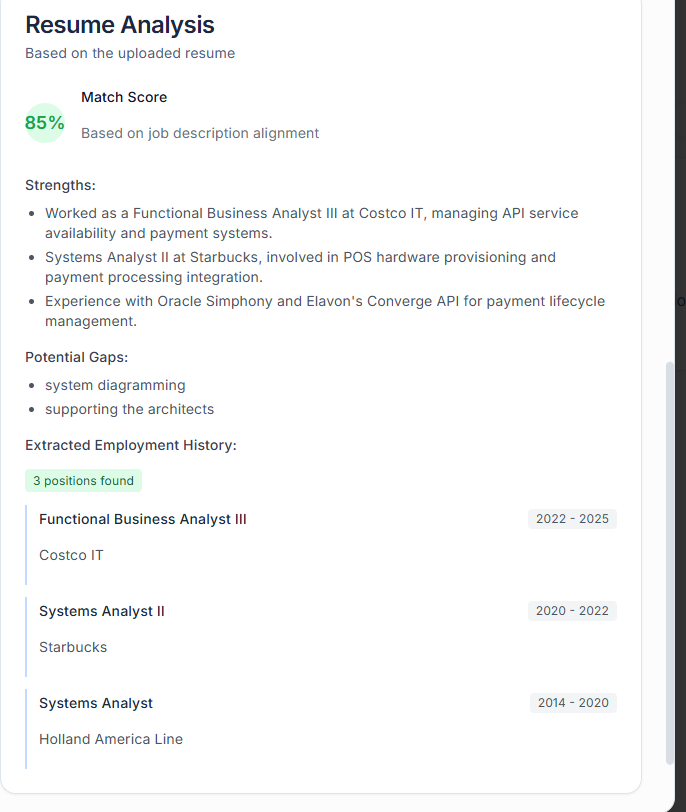 Resume Analysis
Based on the uploaded resume
Match Score
85%
Based on job description alignment
Strengths:
• Worked as a Functional Business Analyst III at Costco IT, managing API service
availability and payment systems.
• Systems Analyst II at Starbucks, involved in POS hardware provisioning and
payment processing integration.
• Experience with Oracle Simphony and Elavon's Converge API for payment lifecycle
management.
Potential Gaps:
• system diagramming
• supporting the architects
Extracted Employment History:
3 positions found
Functional Business Analyst III 2022 - 2025
Costco IT
Systems Analyst II 2020 - 2022
Starbucks
Systems Analyst 2014 - 2020
Holland America Line